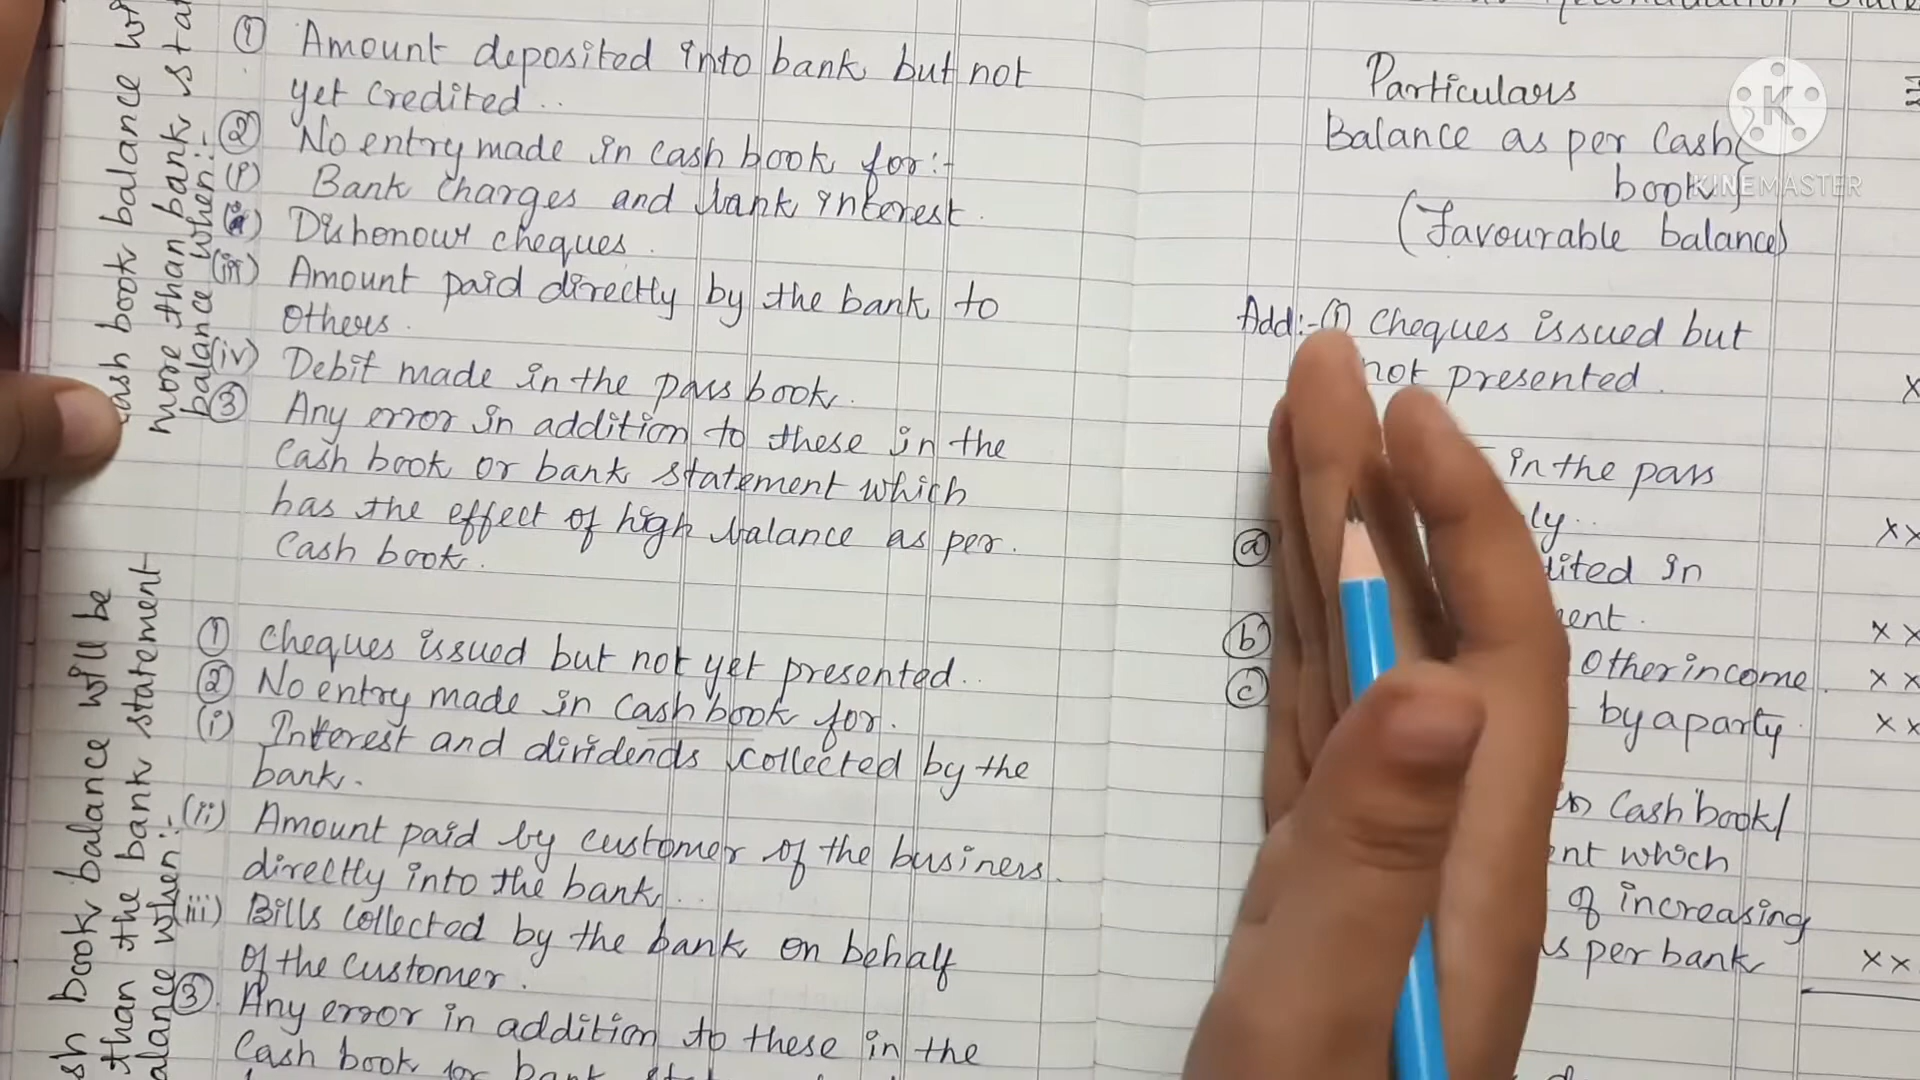 cash book balance
more than bank
balance when:-
① Amount deposited into bank but not
yet credited..
② No entry made in cash book for:-
(i) Bank charges and bank interest.
(ii) Dishonour cheques.
(iii) Amount paid directly by the bank to
others.
(iv) Debit made in the pass book.
③ Any error in addition to these in the
Cash book or bank statement which
has the effect of high balance as per.
Cash book.
book balance will be
than the bank statement
when:-
① cheques issued but not yet presented..
② No entry made in cash book for.
(i) Interest and dividends collected by the
bank.
(ii) Amount paid by customer of the business.
directly into the bank..
(iii) Bills collected by the bank on behalf
of the customer.
③ Any error in addition to these in the
Cash book or bank
Particulars
Balance as per Cash
book
(Favourable balance)
Add:-① cheques issued but
not presented.
in the pass
ⓐ in
ⓑ Other income.
ⓒ by a party
Cash book/
which
of increasing
as per bank
x x
x x
x x
x x
x x
K
KINEMASTER